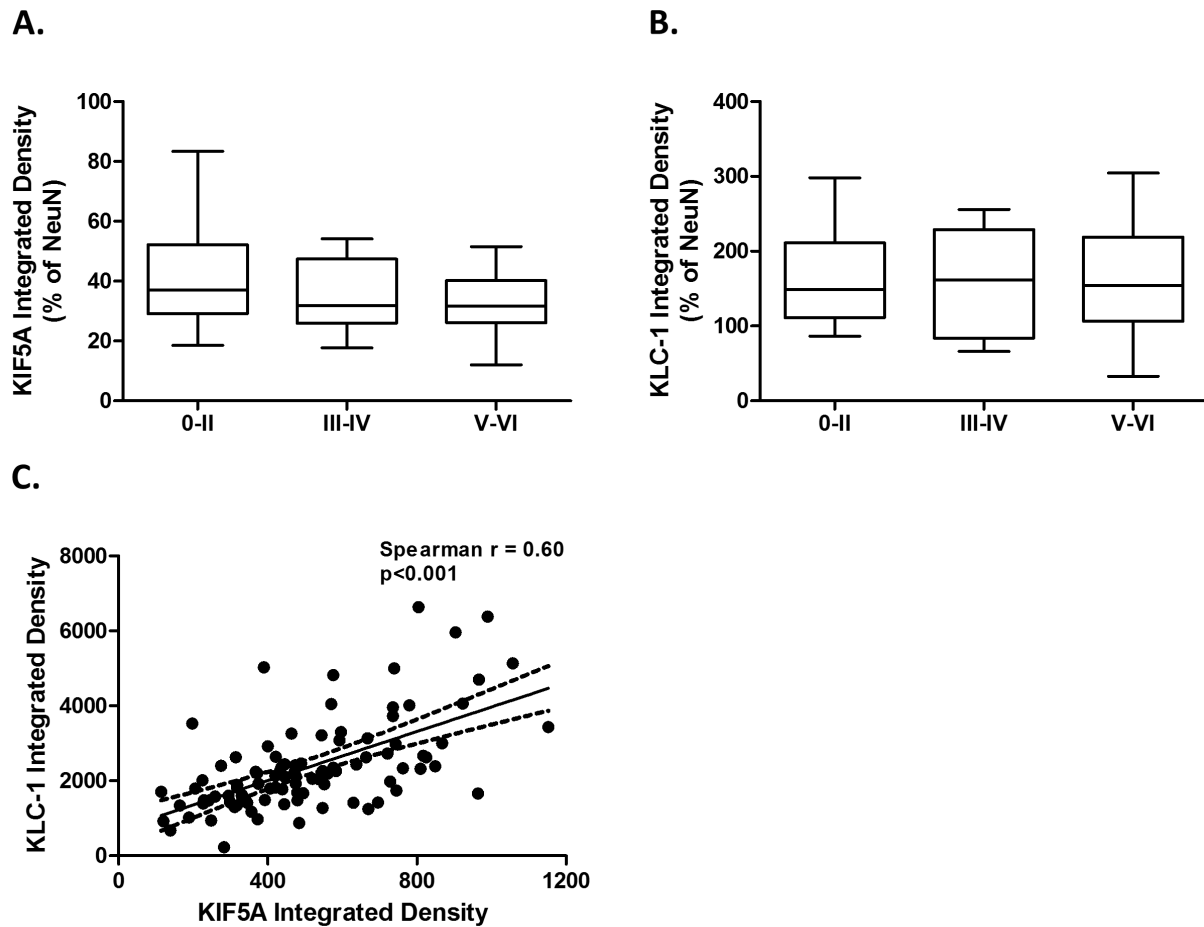 A.
KIF5A Integrated Density
(% of NeuN)
100
80
60
40
20
0
0-II
III-IV
V-VI
B.
KLC-1 Integrated Density
(% of NeuN)
400
300
200
100
0
0-II
III-IV
V-VI
C.
KLC-1 Integrated Density
8000
6000
4000
2000
0
Spearman r = 0.60
p<0.001
0
400
800
1200
KIF5A Integrated Density